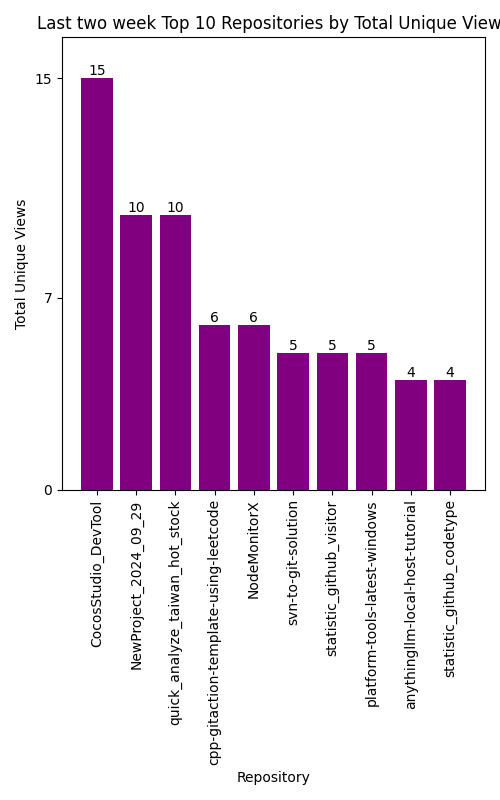 Last two week Top 10 Repositories by Total Unique View
15
10
10
6
6
5
5
5
4
4
15
7
0
Total Unique Views
CocosStudio_DevTool
NewProject_2024_09_29
quick_analyze_taiwan_hot_stock
cpp-gitaction-template-using-leetcode
NodeMonitorX
svn-to-git-solution
statistic_github_visitor
platform-tools-latest-windows
anythingllm-local-host-tutorial
statistic_github_codetype
Repository